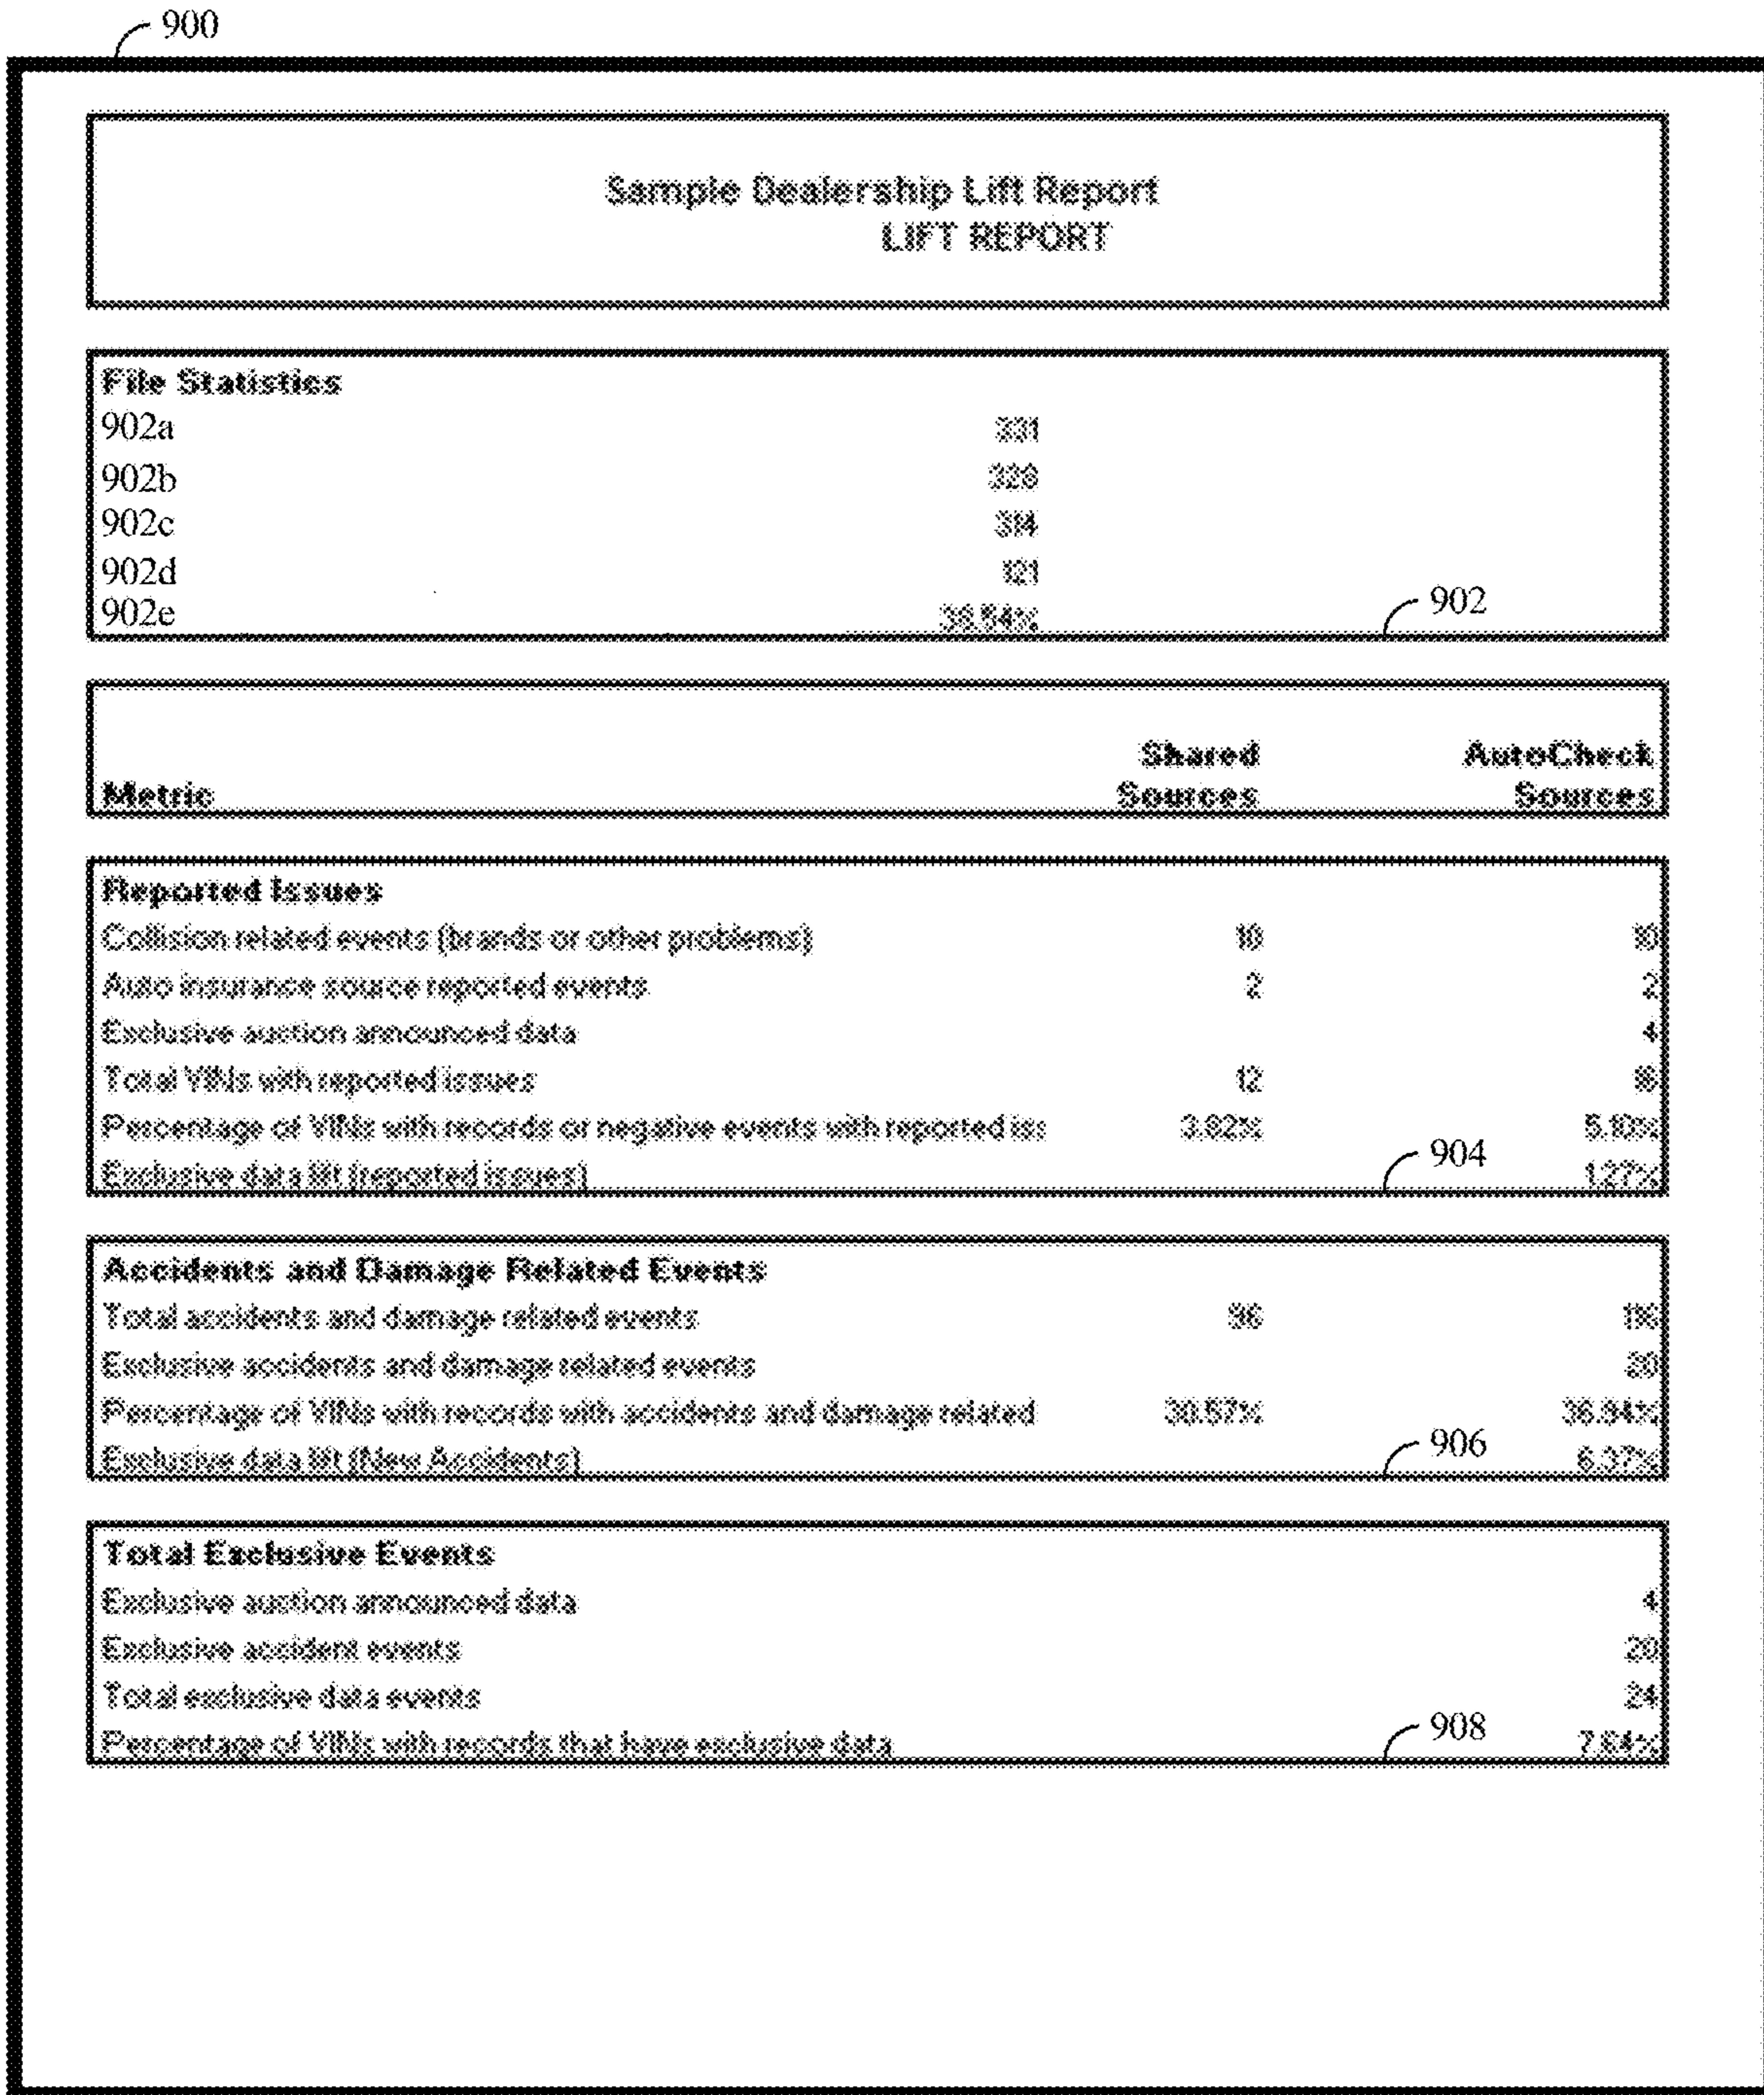 900
Sample Dealership Lift Report
LIFT REPORT
File Statistics
902a 331
902b 328
902c 314
902d 121
902e 38.54%
902
Shared AutoCheck
Metric Sources Sources
Reported Issues
Collision related events (brands or other problems) 10 10
Auto insurance source reported events 2 2
Exclusive auction announced data 4
Total VINs with reported issues 12 16
Percentage of VINs with records or negative events with reported iss 3.82% 5.10%
904
Exclusive data lift (reported issues) 1.27%
Accidents and Damage Related Events
Total accidents and damage related events 96 116
Exclusive accidents and damage related events 20
Percentage of VINs with records with accidents and damage related 30.57% 36.94%
906
Exclusive data lift (New Accidents) 6.37%
Total Exclusive Events
Exclusive auction announced data 4
Exclusive accident events 20
Total exclusive data events 24
908
Percentage of VINs with records that have exclusive data 7.64%